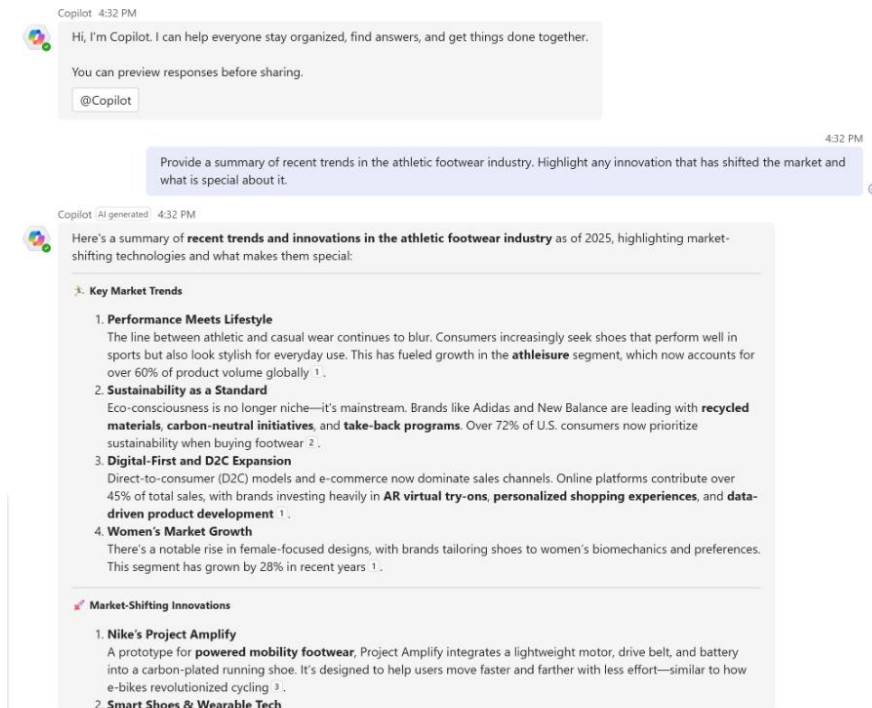 Copilot 4:32 PM
Hi, I'm Copilot. I can help everyone stay organized, find answers, and get things done together.
You can preview responses before sharing.
@Copilot
4:32 PM
Provide a summary of recent trends in the athletic footwear industry. Highlight any innovation that has shifted the market and
what is special about it.
Copilot AI generated 4:32 PM
Here's a summary of recent trends and innovations in the athletic footwear industry as of 2025, highlighting market-
shifting technologies and what makes them special:
Key Market Trends
1. Performance Meets Lifestyle
The line between athletic and casual wear continues to blur. Consumers increasingly seek shoes that perform well in
sports but also look stylish for everyday use. This has fueled growth in the athleisure segment, which now accounts for
over 60% of product volume globally 1 .
2. Sustainability as a Standard
Eco-consciousness is no longer niche—it's mainstream. Brands like Adidas and New Balance are leading with recycled
materials, carbon-neutral initiatives, and take-back programs. Over 72% of U.S. consumers now prioritize
sustainability when buying footwear 2 .
3. Digital-First and D2C Expansion
Direct-to-consumer (D2C) models and e-commerce now dominate sales channels. Online platforms contribute over
45% of total sales, with brands investing heavily in AR virtual try-ons, personalized shopping experiences, and data-
driven product development 1 .
4. Women's Market Growth
There's a notable rise in female-focused designs, with brands tailoring shoes to women's biomechanics and preferences.
This segment has grown by 28% in recent years 1 .
Market-Shifting Innovations
1. Nike's Project Amplify
A prototype for powered mobility footwear, Project Amplify integrates a lightweight motor, drive belt, and battery
into a carbon-plated running shoe. It's designed to help users move faster and farther with less effort—similar to how
e-bikes revolutionized cycling 3 .
2. Smart Shoes & Wearable Tech